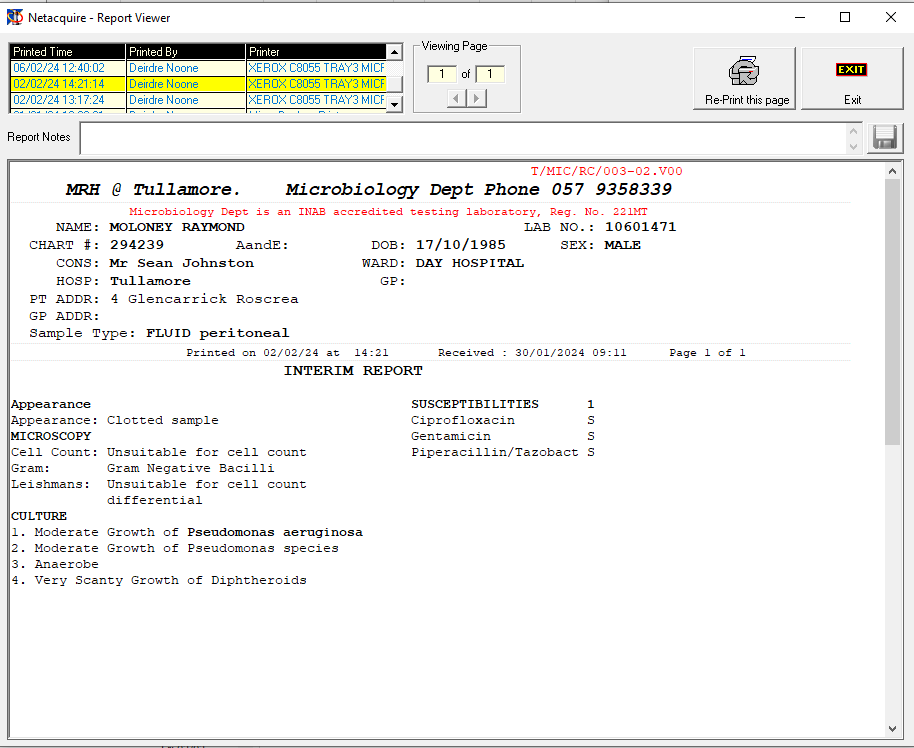 Netacquire - Report Viewer
Printed Time Printed By Printer
06/02/24 12:40:02 Deirdre Noone XEROX C8055 TRAY3 MICF
02/02/24 14:21:14 Deirdre Noone XEROX C8055 TRAY3 MICF
02/02/24 13:17:24 Deirdre Noone XEROX C8055 TRAY3 MICF
Viewing Page
1 of 1
Re-Print this page
EXIT
Exit
Report Notes
T/MIC/RC/003-02.V00
MRH @ Tullamore. Microbiology Dept Phone 057 9358339
Microbiology Dept is an INAB accredited testing laboratory, Reg. No. 221MT
NAME: MOLONEY RAYMOND LAB NO.: 10601471
CHART #: 294239 AandE: DOB: 17/10/1985 SEX: MALE
CONS: Mr Sean Johnston WARD: DAY HOSPITAL
HOSP: Tullamore GP:
PT ADDR: 4 Glencarrick Roscrea
GP ADDR:
Sample Type: FLUID peritoneal
Printed on 02/02/24 at 14:21 Received : 30/01/2024 09:11 Page 1 of 1
INTERIM REPORT
Appearance SUSCEPTIBILITIES 1
Appearance: Clotted sample Ciprofloxacin S
MICROSCOPY Gentamicin S
Cell Count: Unsuitable for cell count Piperacillin/Tazobact S
Gram: Gram Negative Bacilli
Leishmans: Unsuitable for cell count
differential
CULTURE
1. Moderate Growth of Pseudomonas aeruginosa
2. Moderate Growth of Pseudomonas species
3. Anaerobe
4. Very Scanty Growth of Diphtheroids